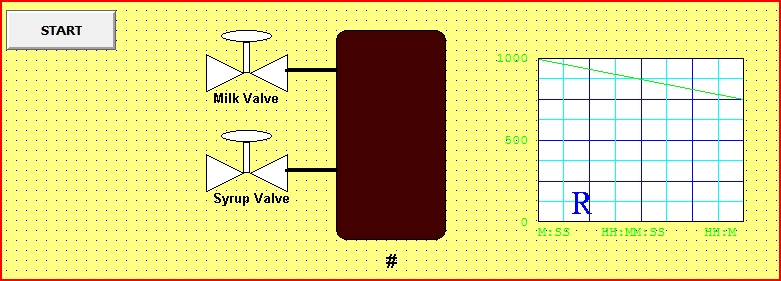 START
Milk Valve
Syrup Valve
#
1000
500
0
R
M:SS
HH:MM:SS
HH:M